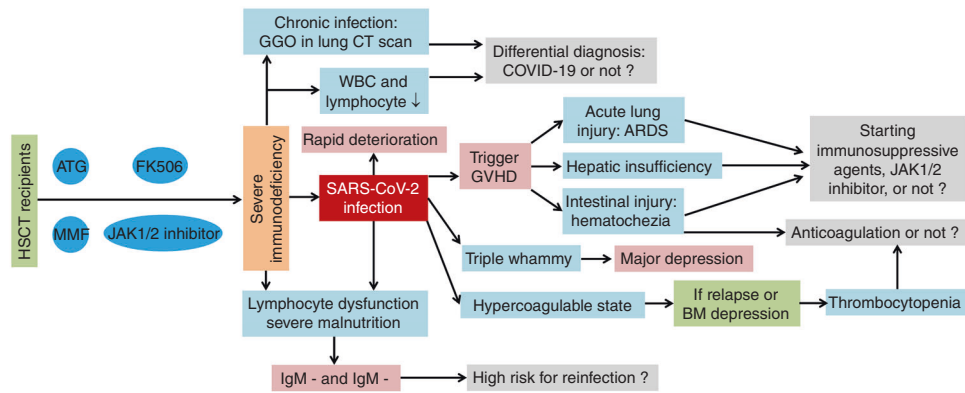 Chronic infection:
GGO in lung CT scan
Differential diagnosis:
COVID-19 or not ?
WBC and
lymphocyte ↓
HSCT recipients
ATG
FK506
MMF
JAK1/2 inhibitor
Severe
immunodeficiency
Rapid deterioration
SARS-CoV-2
infection
Trigger
GVHD
Acute lung
injury: ARDS
Hepatic insufficiency
Intestinal injury:
hematochezia
Starting
immunosuppressive
agents, JAK1/2
inhibitor, or not ?
Anticoagulation or not ?
Triple whammy
Major depression
Lymphocyte dysfunction
severe malnutrition
Hypercoagulable state
If relapse or
BM depression
Thrombocytopenia
IgM - and IgM -
High risk for reinfection ?